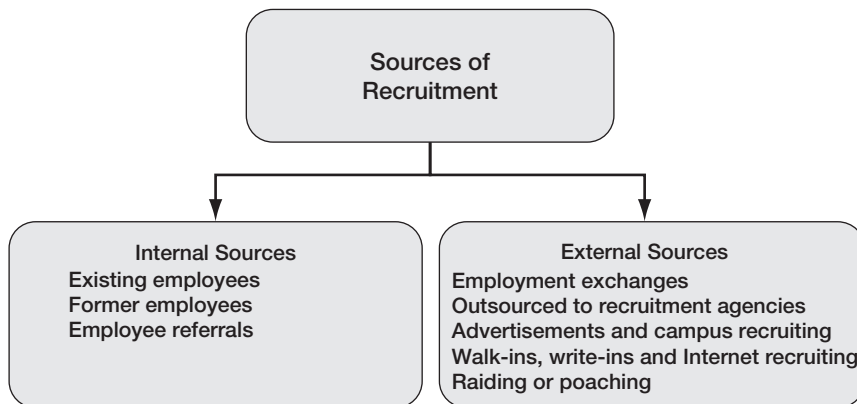 Sources of
Recruitment
Internal Sources
Existing employees
Former employees
Employee referrals
External Sources
Employment exchanges
Outsourced to recruitment agencies
Advertisements and campus recruiting
Walk-ins, write-ins and Internet recruiting
Raiding or poaching